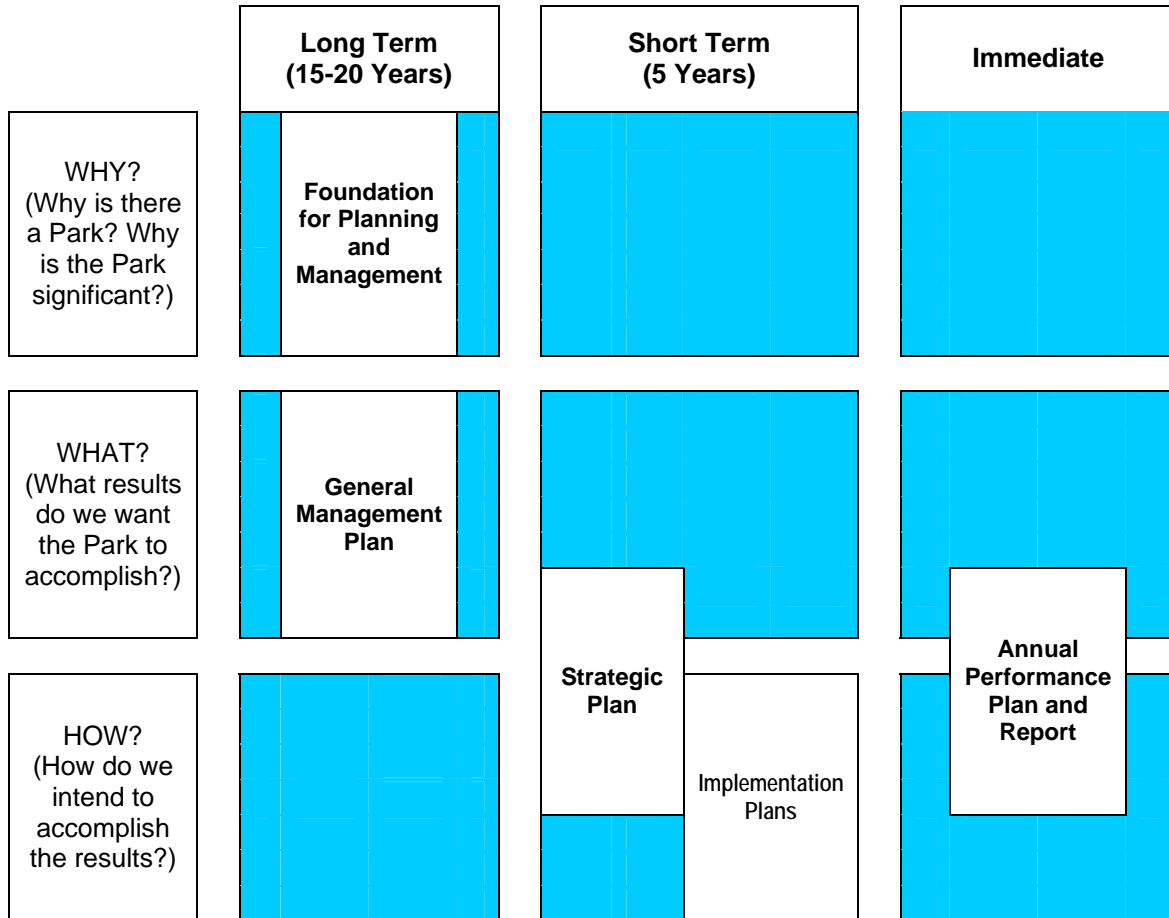 Long Term
(15-20 Years)
Short Term
(5 Years)
Immediate
WHY?
(Why is there
a Park? Why
is the Park
significant?)
Foundation
for Planning
and
Management
WHAT?
(What results
do we want
the Park to
accomplish?)
General
Management
Plan
HOW?
(How do we
intend to
accomplish
the results?)
Strategic
Plan
Implementation
Plans
Annual
Performance
Plan and
Report